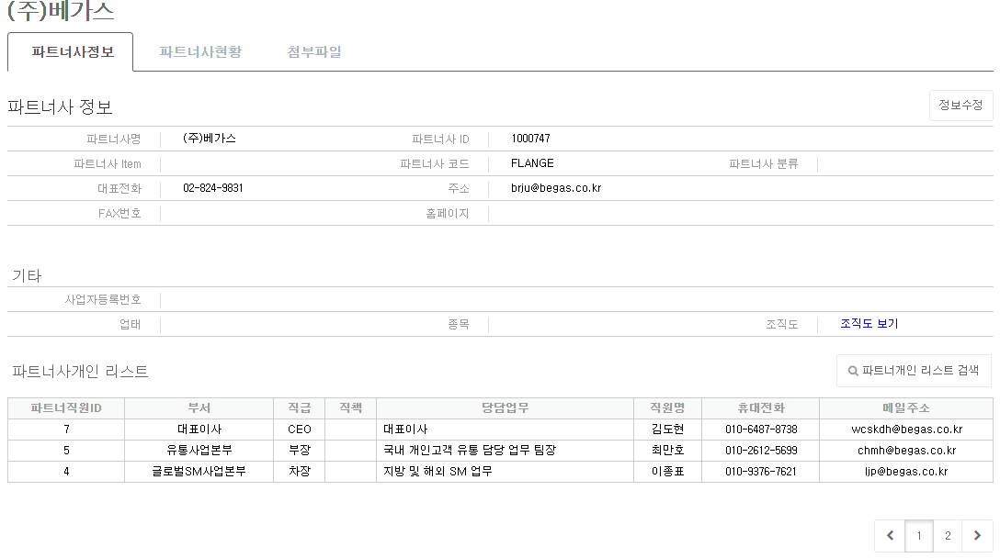 (주)베가스
파트너사정보 파트너사현황 첨부파일
파트너사 정보 정보수정
파트너사명 (주)베가스 파트너사 ID 1000747
파트너사 Item 파트너사 코드 FLANGE 파트너사 분류
대표전화 02-824-9831 주소 brju@begas.co.kr
FAX번호 홈페이지
기타
사업자등록번호
업태 종목 조직도 조직도 보기
파트너사개인 리스트 파트너개인 리스트 검색
파트너직원ID 부서 직급 직책 담당업무 직원명 휴대전화 메일주소
7 대표이사 CEO 대표이사 김도현 010-6487-8738 wcskdh@begas.co.kr
5 유통사업본부 부장 국내 개인고객 유통 담당 업무 팀장 최만호 010-2612-5699 chmh@begas.co.kr
4 글로벌SM사업본부 차장 지방 및 해외 SM 업무 이종표 010-9376-7621 ljp@begas.co.kr
1 2